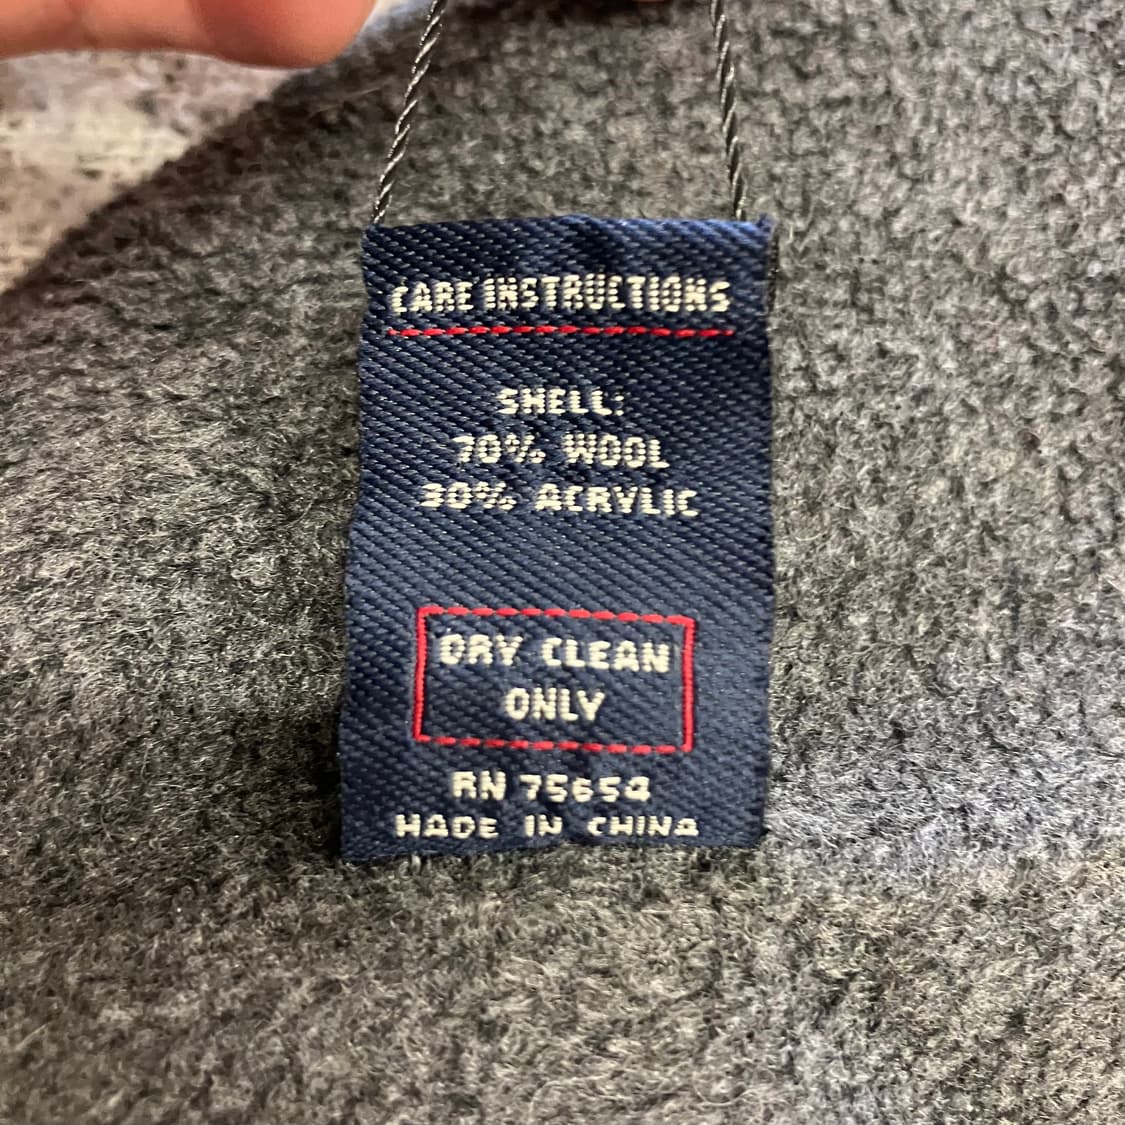 CARE INSTRUCTIONS
SHELL:
70% WOOL
30% ACRYLIC
DRY CLEAN
ONLY
RN 75654
MADE IN CHINA